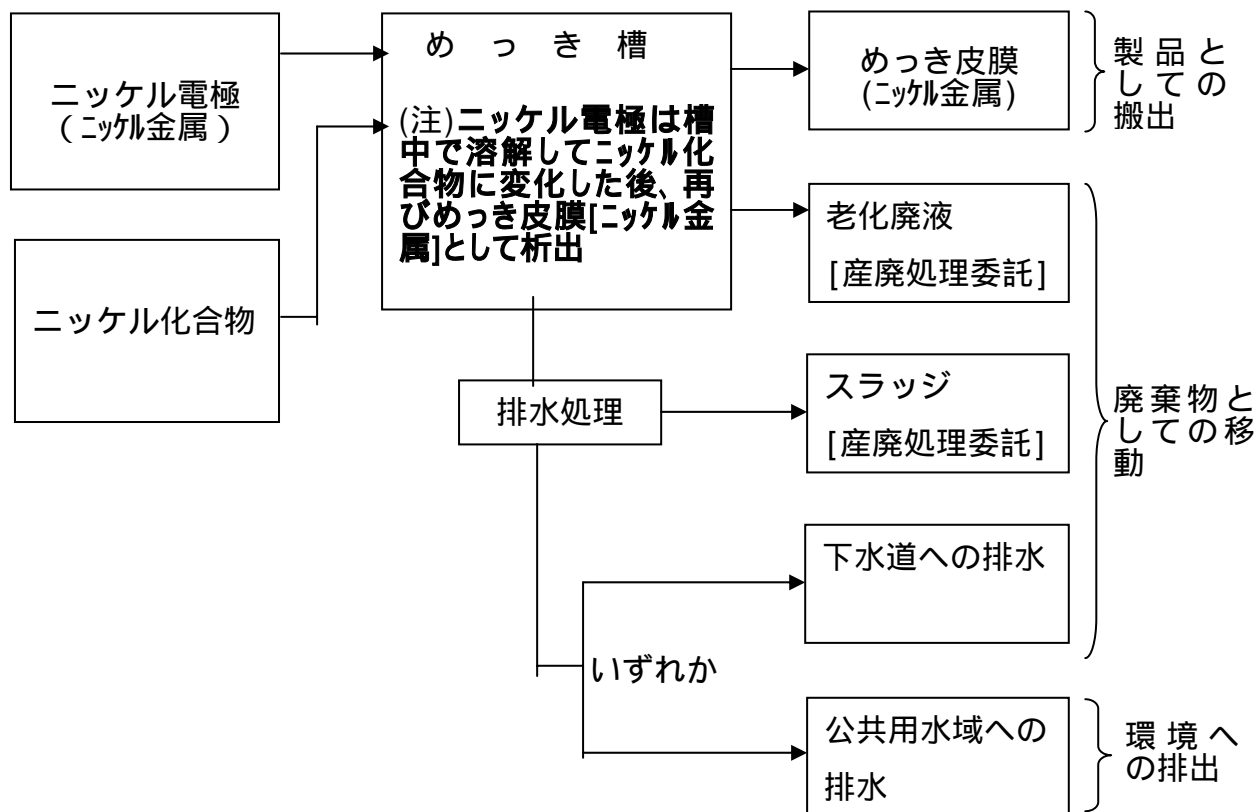 ニッケル電極
（ﾆｯｹﾙ金属）
ニッケル化合物
め っ き 槽
(注)ニッケル電極は槽
中で溶解してﾆｯｹﾙ化
合物に変化した後、再
びめっき皮膜[ﾆｯｹﾙ金
属]として析出
排水処理
いずれか
めっき皮膜
(ﾆｯｹﾙ金属)
老化廃液
[産廃処理委託]
スラッジ
[産廃処理委託]
下水道への排水
公共用水域への
排水
製品と
しての
搬出
廃棄物と
しての移
動
環境へ
の排出